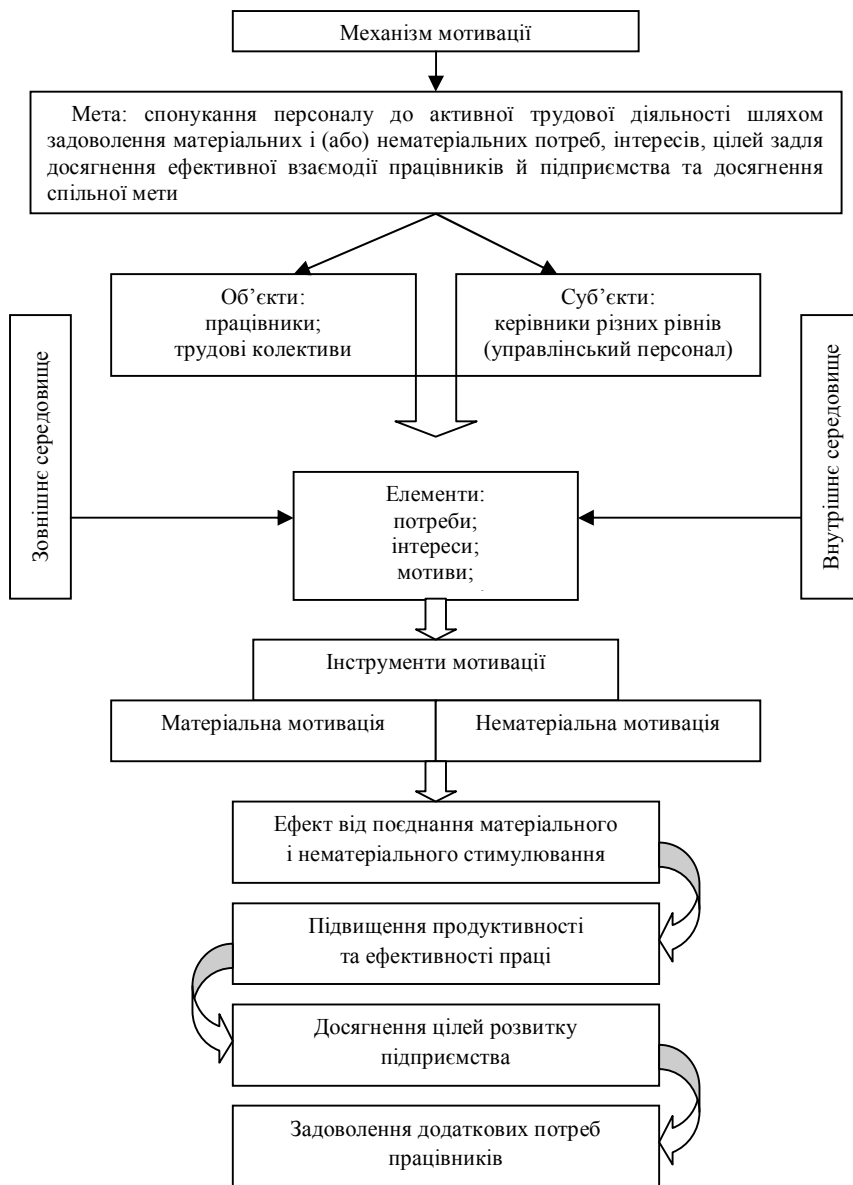 Механізм мотивації
Мета: спонукання персоналу до активної трудової діяльності шляхом
задоволення матеріальних і (або) нематеріальних потреб, інтересів, цілей задля
досягнення ефективної взаємодії працівників й підприємства та досягнення
спільної мети
Об’єкти:
працівники;
трудові колективи
Суб’єкти:
керівники різних рівнів
(управлінський персонал)
Зовнішнє середовище
Внутрішнє середовище
Елементи:
потреби;
інтереси;
мотиви;
Інструменти мотивації
Матеріальна мотивація
Нематеріальна мотивація
Ефект від поєднання матеріального
і нематеріального стимулювання
Підвищення продуктивності
та ефективності праці
Досягнення цілей розвитку
підприємства
Задоволення додаткових потреб
працівників